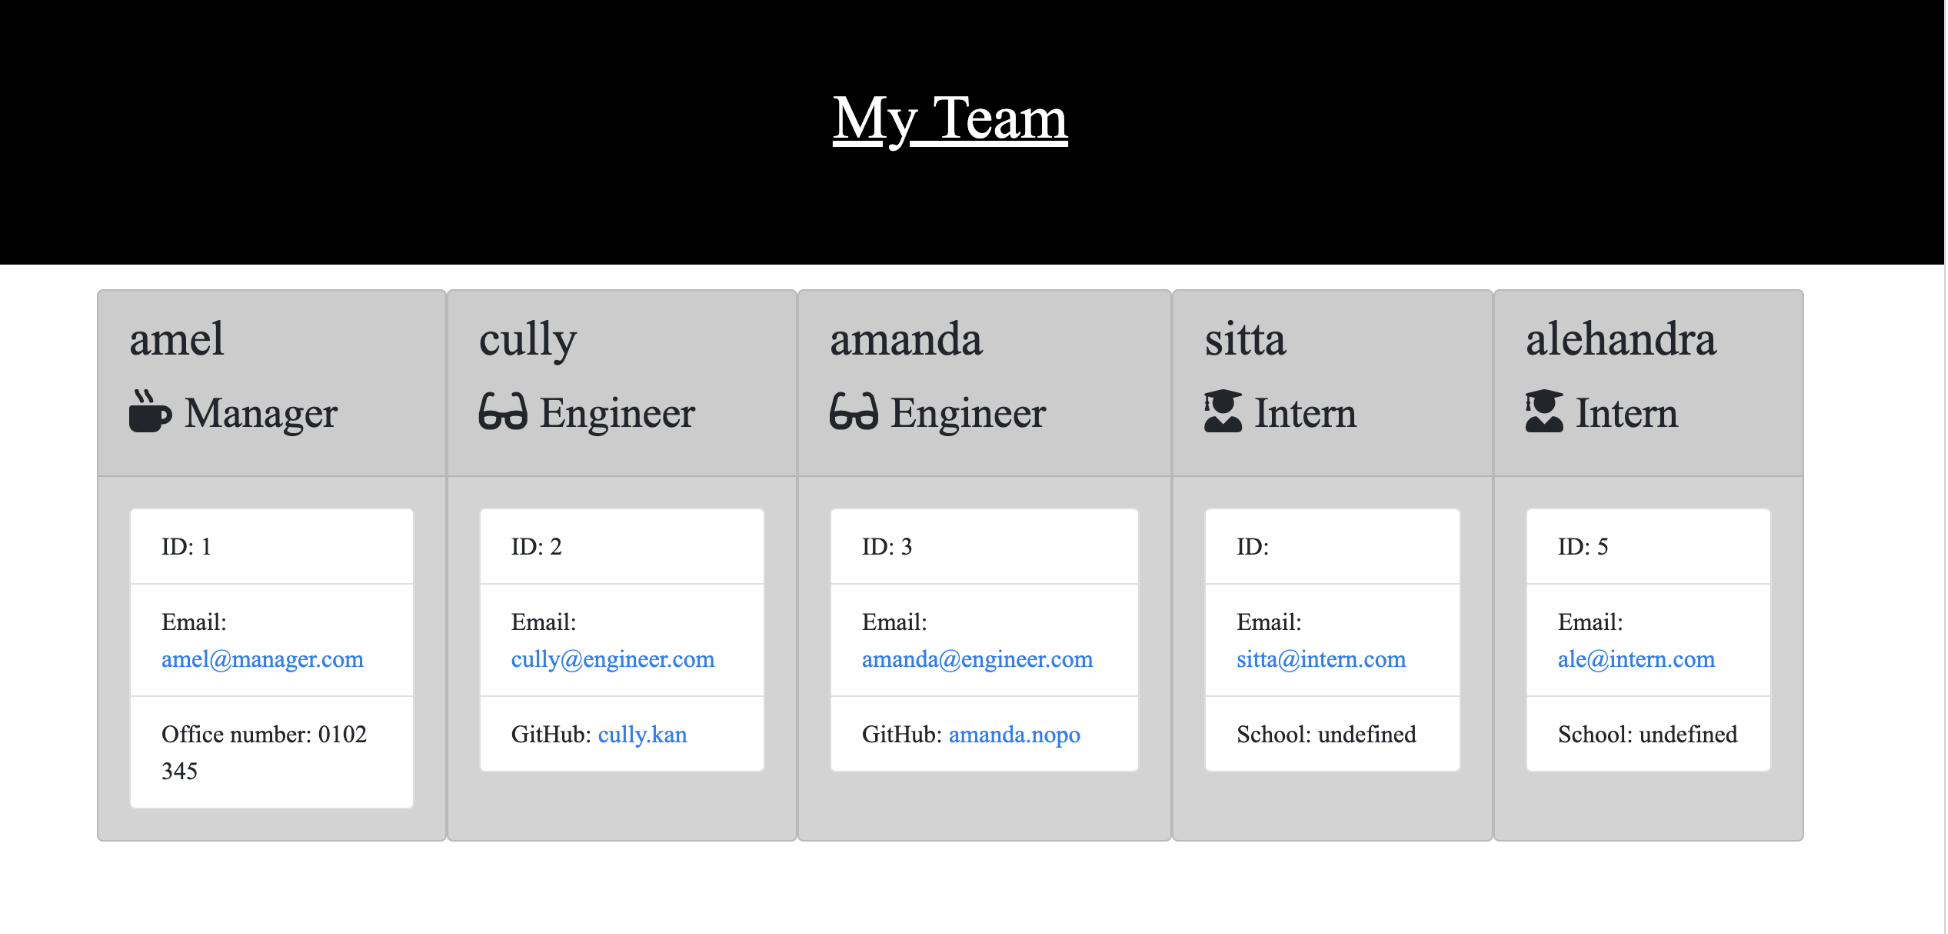 My Team
amel
Manager
ID: 1
Email:
amel@manager.com
Office number: 0102
345
cully
Engineer
ID: 2
Email:
cully@engineer.com
GitHub: cully.kan
amanda
Engineer
ID: 3
Email:
amanda@engineer.com
GitHub: amanda.nopo
sitta
Intern
ID:
Email:
sitta@intern.com
School: undefined
alehandra
Intern
ID: 5
Email:
ale@intern.com
School: undefined